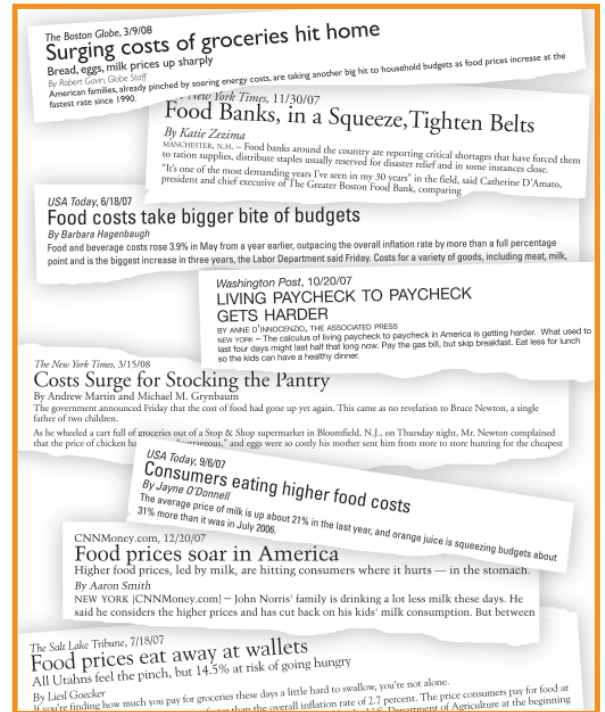 The Boston Globe, 3/9/08
Surging costs of groceries hit home
Bread, eggs, milk prices up sharply
By Robert Gavin, Globe Staff
American families, already pinched by soaring energy costs, are taking another big hit to household budgets as food prices increase at the
fastest rate since 1990.
New York Times, 11/30/07
Food Banks, in a Squeeze, Tighten Belts
By Katie Zezima
MANCHESTER, N.H. – Food banks around the country are reporting critical shortages that have forced them
to ration supplies, distribute staples usually reserved for disaster relief and in some instances close.
"It's one of the most demanding years I've seen in my 30 years" in the field, said Catherine D'Amato,
president and chief executive of The Greater Boston Food Bank, comparing
USA Today, 6/18/07
Food costs take bigger bite of budgets
By Barbara Hagenbaugh
Food and beverage costs rose 3.9% in May from a year earlier, outpacing the overall inflation rate by more than a full percentage
point and is the biggest increase in three years, the Labor Department said Friday. Costs for a variety of goods, including meat, milk,
Washington Post, 10/20/07
LIVING PAYCHECK TO PAYCHECK
GETS HARDER
BY ANNE D'INNOCENZIO, THE ASSOCIATED PRESS
NEW YORK – The calculus of living paycheck to paycheck in America is getting harder. What used to
last four days might last half that long now. Pay the gas bill, but skip breakfast. Eat less for lunch
so the kids can have a healthy dinner.
The New York Times, 3/15/08
Costs Surge for Stocking the Pantry
By Andrew Martin and Michael M. Grynbaum
The government announced Friday that the cost of food had gone up yet again. This came as no revelation to Bruce Newton, a single
father of two children.
As he wheeled a cart full of groceries out of a Stop & Shop supermarket in Bloomfield, N.J., on Thursday night, Mr. Newton complained
that the price of chicken ha "outrageous," and eggs were so costly his mother sent him from store to store hunting for the cheapest
USA Today, 9/6/07
Consumers eating higher food costs
By Jayne O'Donnell
The average price of milk is up about 21% in the last year, and orange juice is squeezing budgets about
31% more than it was in July 2006.
CNNMoney.com, 12/20/07
Food prices soar in America
Higher food prices, led by milk, are hitting consumers where it hurts — in the stomach.
By Aaron Smith
NEW YORK |CNNMoney.com| – John Norris' family is drinking a lot less milk these days. He
said he considers the higher prices and has cut back on his kids' milk consumption. But between
The Salt Lake Tribune, 7/18/07
Food prices eat away at wallets
All Utahns feel the pinch, but 14.5% at risk of going hungry
By Liesl Goecker
If you're finding how much you pay for groceries these days a little hard to swallow, you're not alone.
than the overall inflation rate of 2.7 percent. The price consumers pay for food at
Department of Agriculture at the beginning